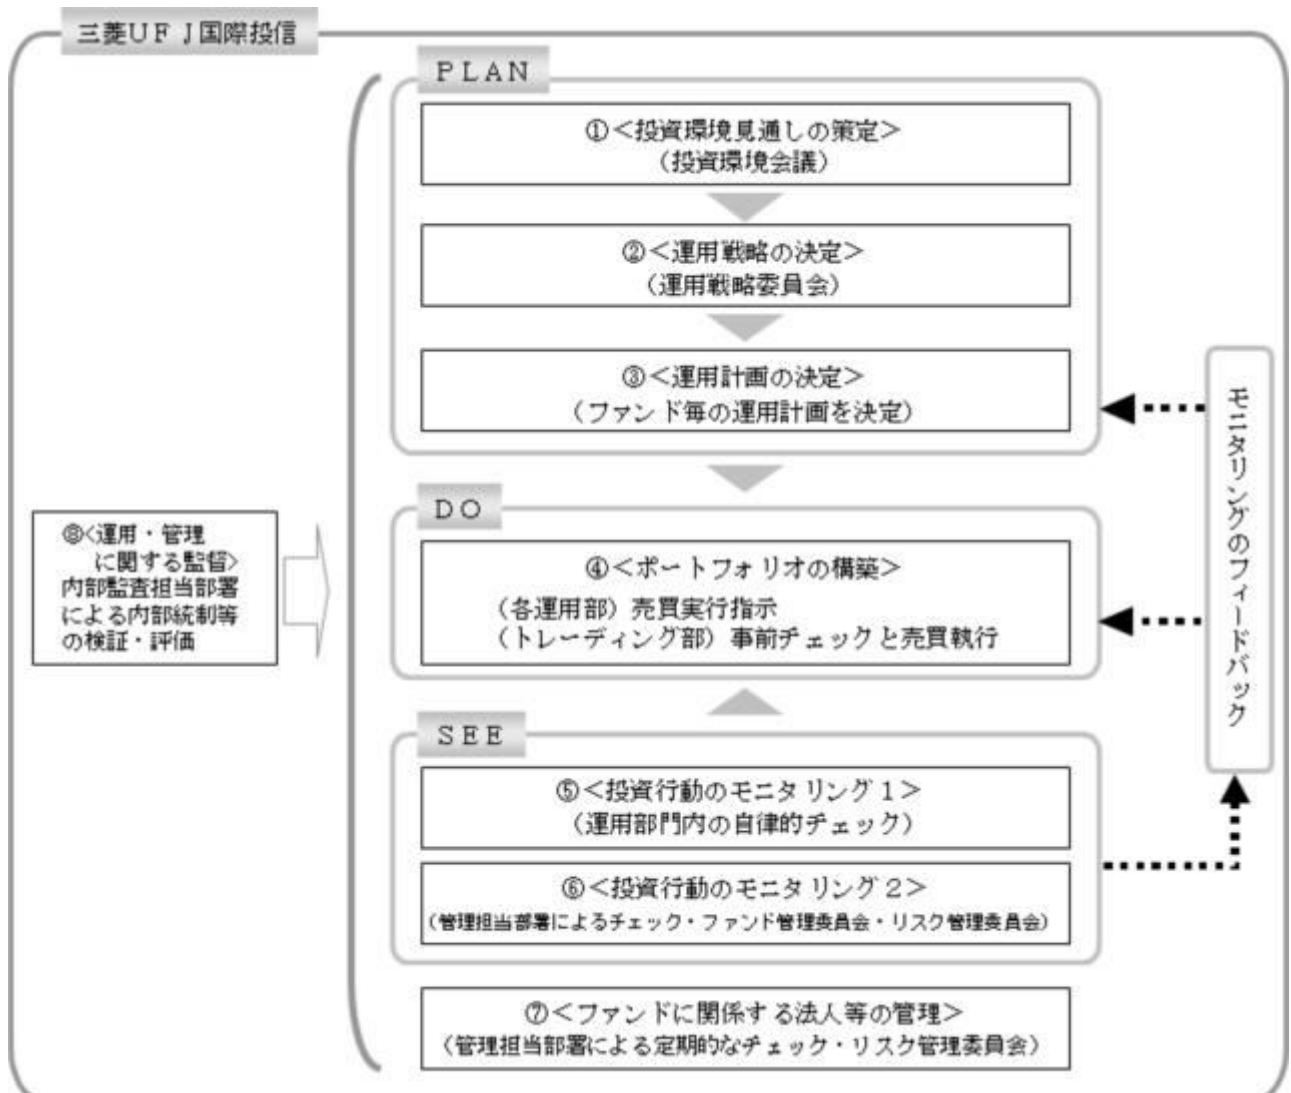 三菱UFJ国際投信
PLAN
①<投資環境見通しの策定>
(投資環境会議)
②<運用戦略の決定>
(運用戦略委員会)
③<運用計画の決定>
(ファンド毎の運用計画を決定)
DO
④<ポートフォリオの構築>
(各運用部)売買実行指示
(トレーディング部)事前チェックと売買執行
SEE
⑤<投資行動のモニタリング1>
(運用部門内の自律的チェック)
⑥<投資行動のモニタリング2>
(管理担当部署によるチェック・ファンド管理委員会・リスク管理委員会)
⑦<ファンドに関係する法人等の管理>
(管理担当部署による定期的なチェック・リスク管理委員会)
⑧<運用・管理
に関する監督>
内部監査担当部署
による内部統制等
の検証・評価
モニタリングのフィードバック